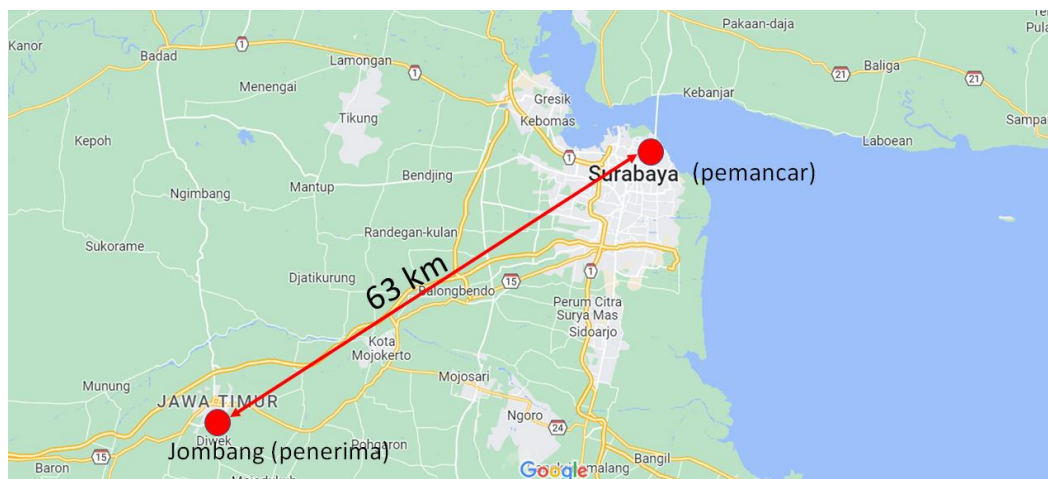 Kanor
1
Badad
Lamongan
1
Menengai
Tikung
Gresik
Kebomas
Pakaan-daja
21
Baliga
21
Kebanjar
Sampa
Laboean
Kepoh
Ngimbang
Mantup
Bendjing
1
Surabaya
(pemancar)
Sukorame
Randegan-kulan
Djatikurung
63 km
Balongbendo
15
1
Perum Citra
Surya Mas
Sidoarjo
Kota
Mojokerto
Munung
Mojosari
JAWA TIMUR
Diwek
Ngoro
24
Jombang (penerima)
15
Baron
Pohgaron
Google
Bangil